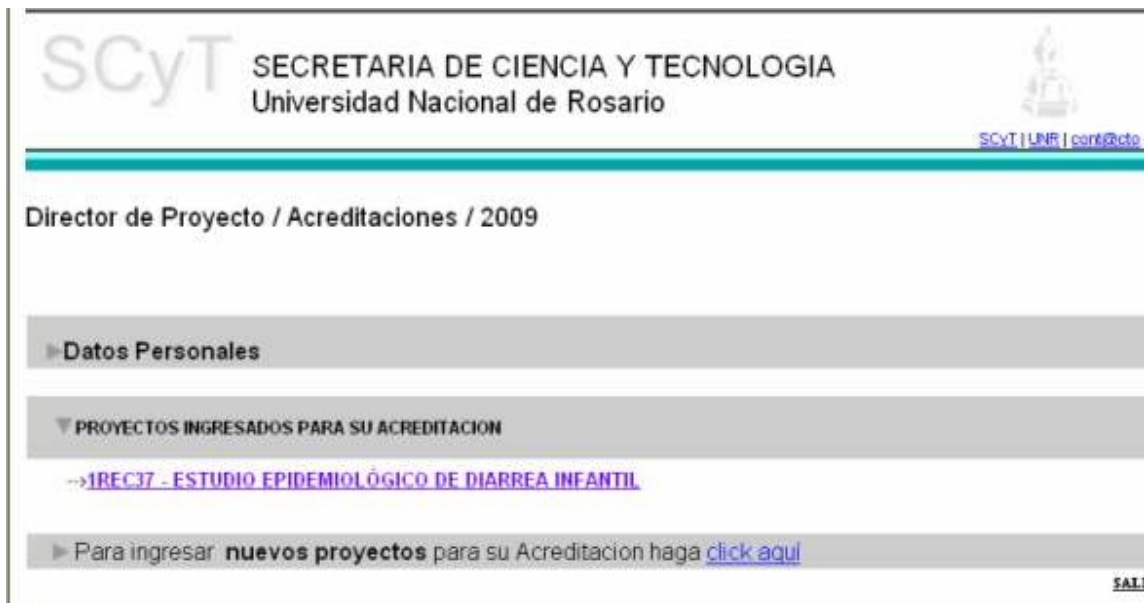 SCyT
SECRETARIA DE CIENCIA Y TECNOLOGIA
Universidad Nacional de Rosario
SCyT | UNR | cont@cto
Director de Proyecto / Acreditaciones / 2009
Datos Personales
PROYECTOS INGRESADOS PARA SU ACREDITACION
-->1REC37 - ESTUDIO EPIDEMIOLÓGICO DE DIARREA INFANTIL
Para ingresar nuevos proyectos para su Acreditacion haga click aquí